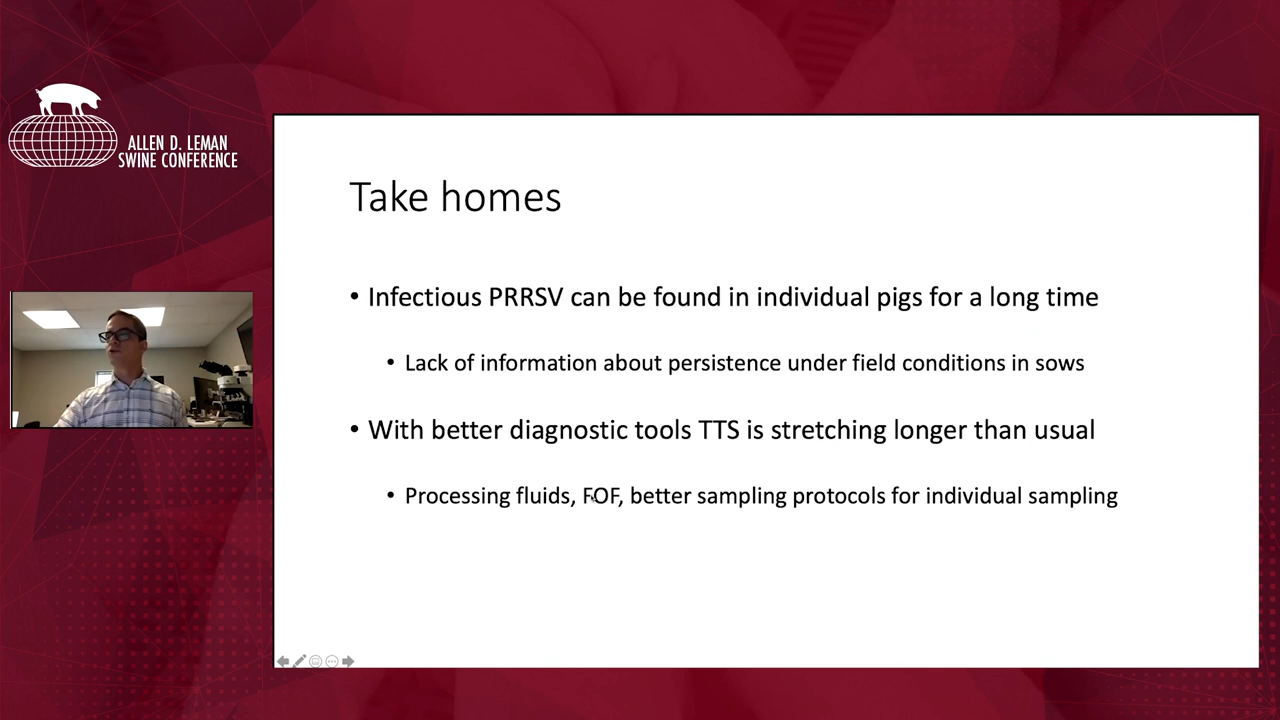 ALLEN D. LEMAN
SWINE CONFERENCE
Take homes
• Infectious PRRSV can be found in individual pigs for a long time
• Lack of information about persistence under field conditions in sows
• With better diagnostic tools TTS is stretching longer than usual
• Processing fluids, FOF, better sampling protocols for individual sampling